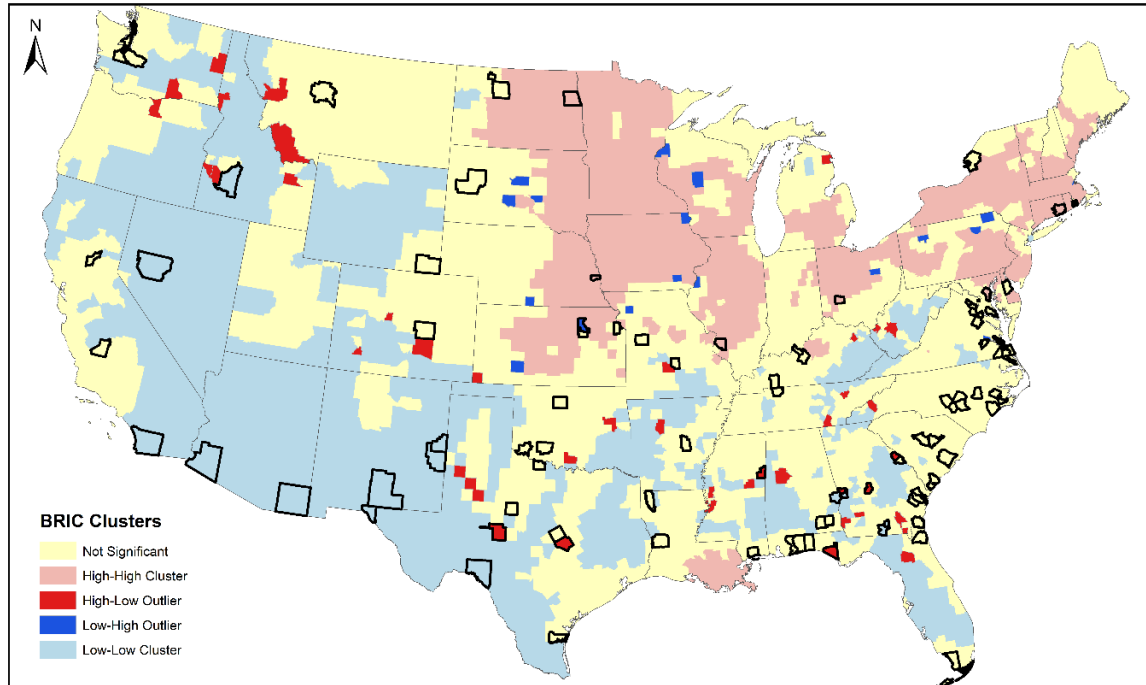 N
BRIC Clusters
Not Significant
High-High Cluster
High-Low Outlier
Low-High Outlier
Low-Low Cluster